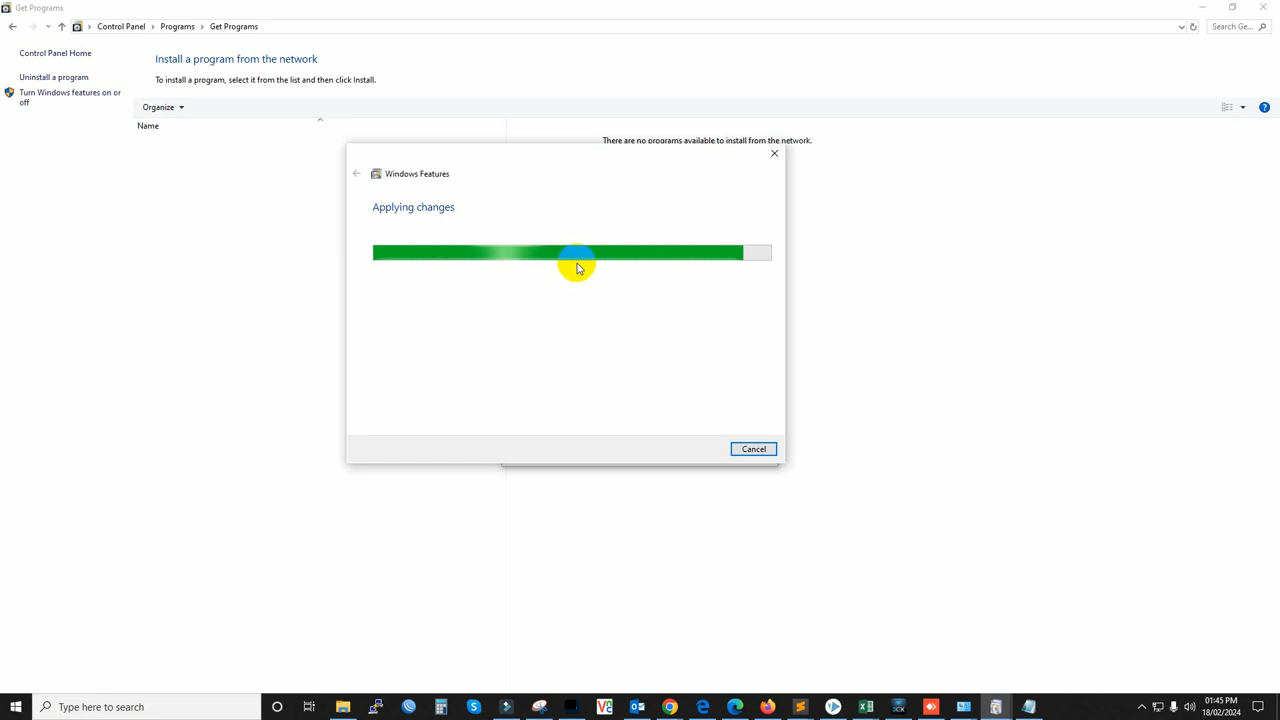 Get Programs
Control Panel
Programs
Get Programs
Search Ge...
Control Panel Home
Uninstall a program
Turn Windows features on or
off
Install a program from the network
To install a program, select it from the list and then click Install.
Organize
Name
There are no programs available to install from the network.
Windows Features
Applying changes
Cancel
Type here to search
01:45 PM
18/02/2024